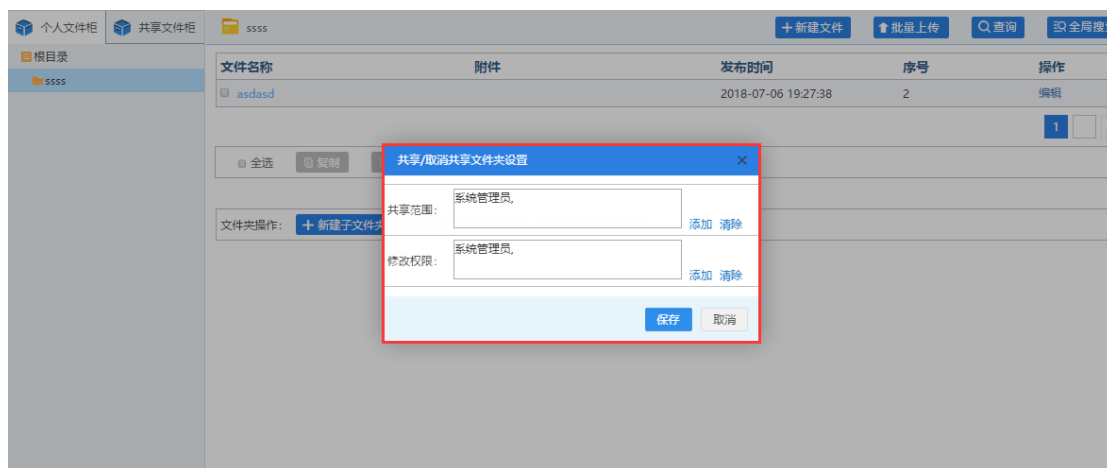 个人文件柜 共享文件柜 ssss +新建文件 批量上传 查询 全局搜
根目录
ssss
文件名称 附件 发布时间 序号 操作
asdasd 2018-07-06 19:27:38 2 编辑
1
全选 复制
共享/取消共享文件夹设置
共享范围： 系统管理员,
添加 清除
文件夹操作： +新建子文件夹
修改权限： 系统管理员,
添加 清除
保存 取消